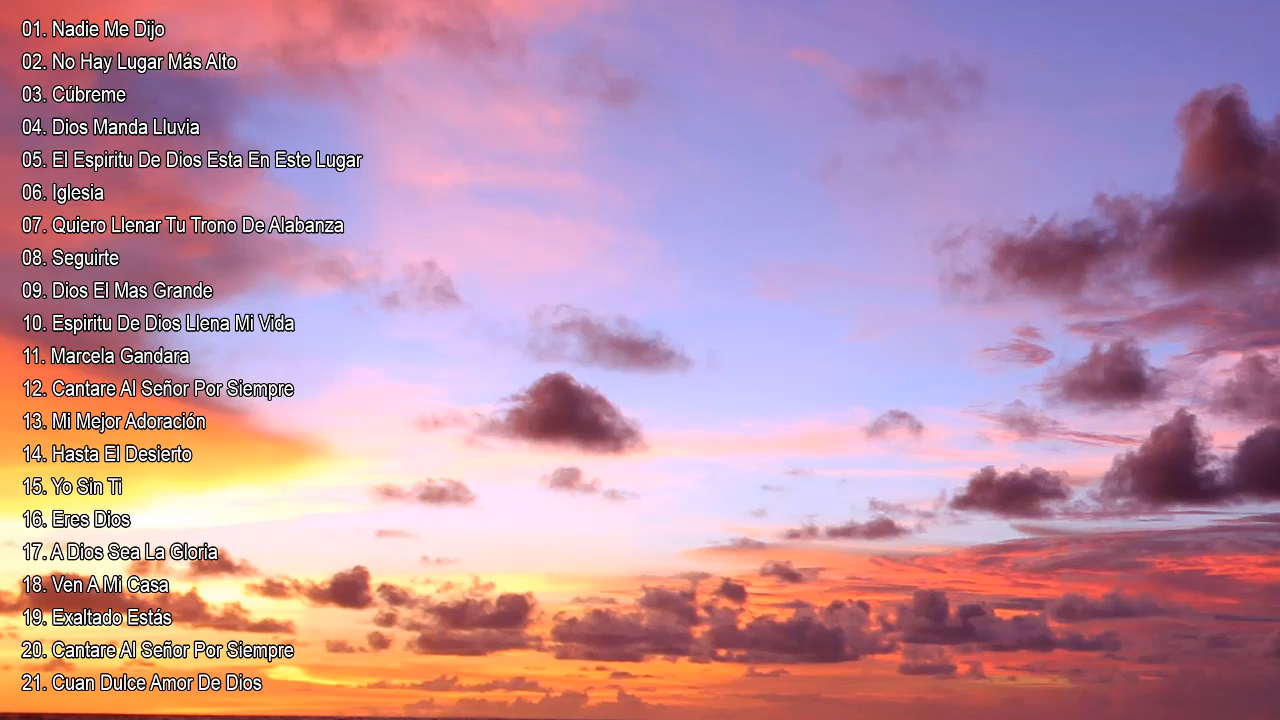 01. Nadie Me Dijo
02. No Hay Lugar Más Alto
03. Cúbreme
04. Dios Manda Lluvia
05. El Espiritu De Dios Esta En Este Lugar
06. Iglesia
07. Quiero Llenar Tu Trono De Alabanza
08. Seguirte
09. Dios El Mas Grande
10. Espiritu De Dios Llena Mi Vida
11. Marcela Gandara
12. Cantare Al Señor Por Siempre
13. Mi Mejor Adoración
14. Hasta El Desierto
15. Yo Sin Ti
16. Eres Dios
17. A Dios Sea La Gloria
18. Ven A Mi Casa
19. Exaltado Estás
20. Cantare Al Señor Por Siempre
21. Cuan Dulce Amor De Dios